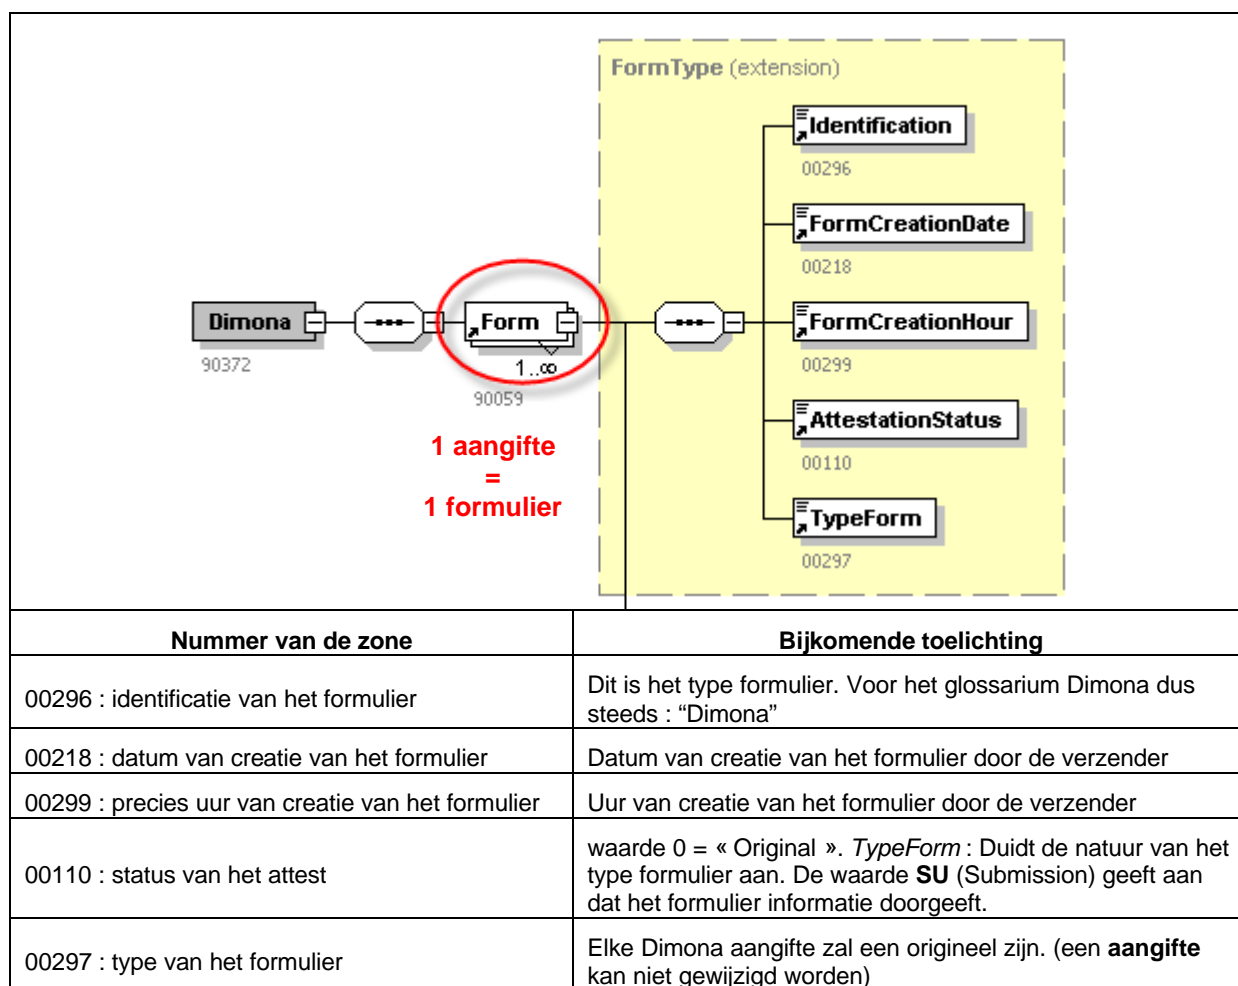 FormType (extension)
Identification
00296
FormCreationDate
00218
Dimona
90372
Form
1..∞
90059
FormCreationHour
00299
AttestationStatus
00110
TypeForm
00297
1 aangifte
=
1 formulier
Nummer van de zone
Bijkomende toelichting
00296 : identificatie van het formulier
Dit is het type formulier. Voor het glossarium Dimona dus
steeds : “Dimona”
00218 : datum van creatie van het formulier
Datum van creatie van het formulier door de verzender
00299 : precies uur van creatie van het formulier
Uur van creatie van het formulier door de verzender
00110 : status van het attest
waarde 0 = « Original ». TypeForm : Duidt de natuur van het
type formulier aan. De waarde SU (Submission) geeft aan
dat het formulier informatie doorgeeft.
00297 : type van het formulier
Elke Dimona aangifte zal een origineel zijn. (een aangifte
kan niet gewijzigd worden)